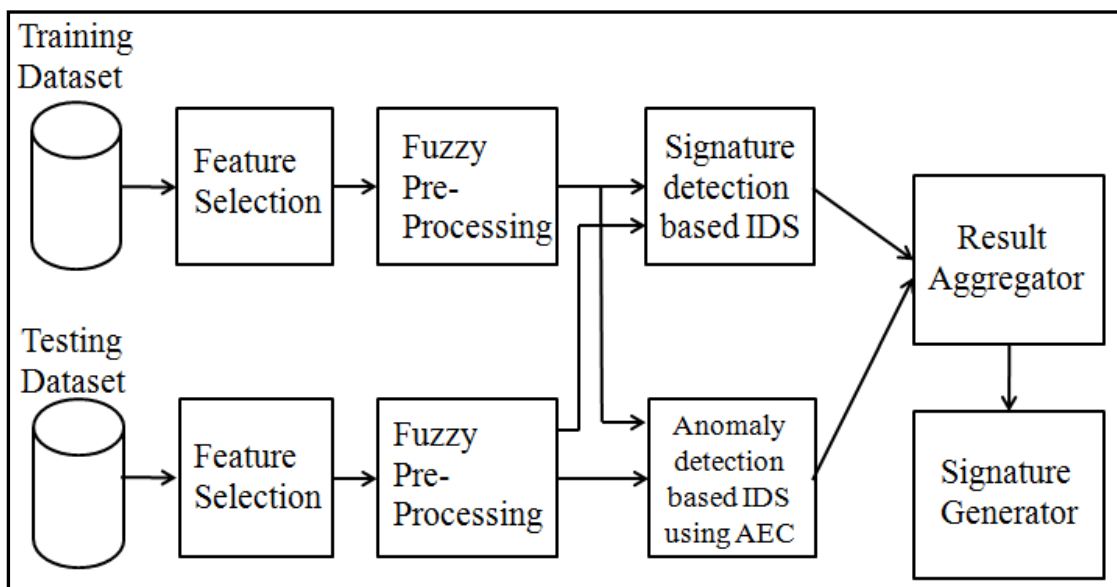 Training
Dataset
Feature
Selection
Fuzzy
Pre-
Processing
Signature
detection
based IDS
Result
Aggregator
Testing
Dataset
Feature
Selection
Fuzzy
Pre-
Processing
Anomaly
detection
based IDS
using AEC
Signature
Generator